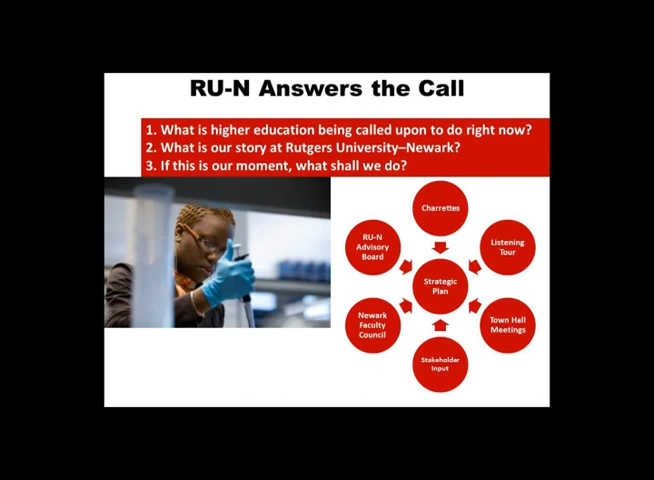 RU-N Answers the Call
1. What is higher education being called upon to do right now?
2. What is our story at Rutgers University–Newark?
3. If this is our moment, what shall we do?
Charrettes
RU-N
Advisory
Board
Listening
Tour
Strategic
Plan
Newark
Faculty
Council
Town Hall
Meetings
Stakeholder
Input